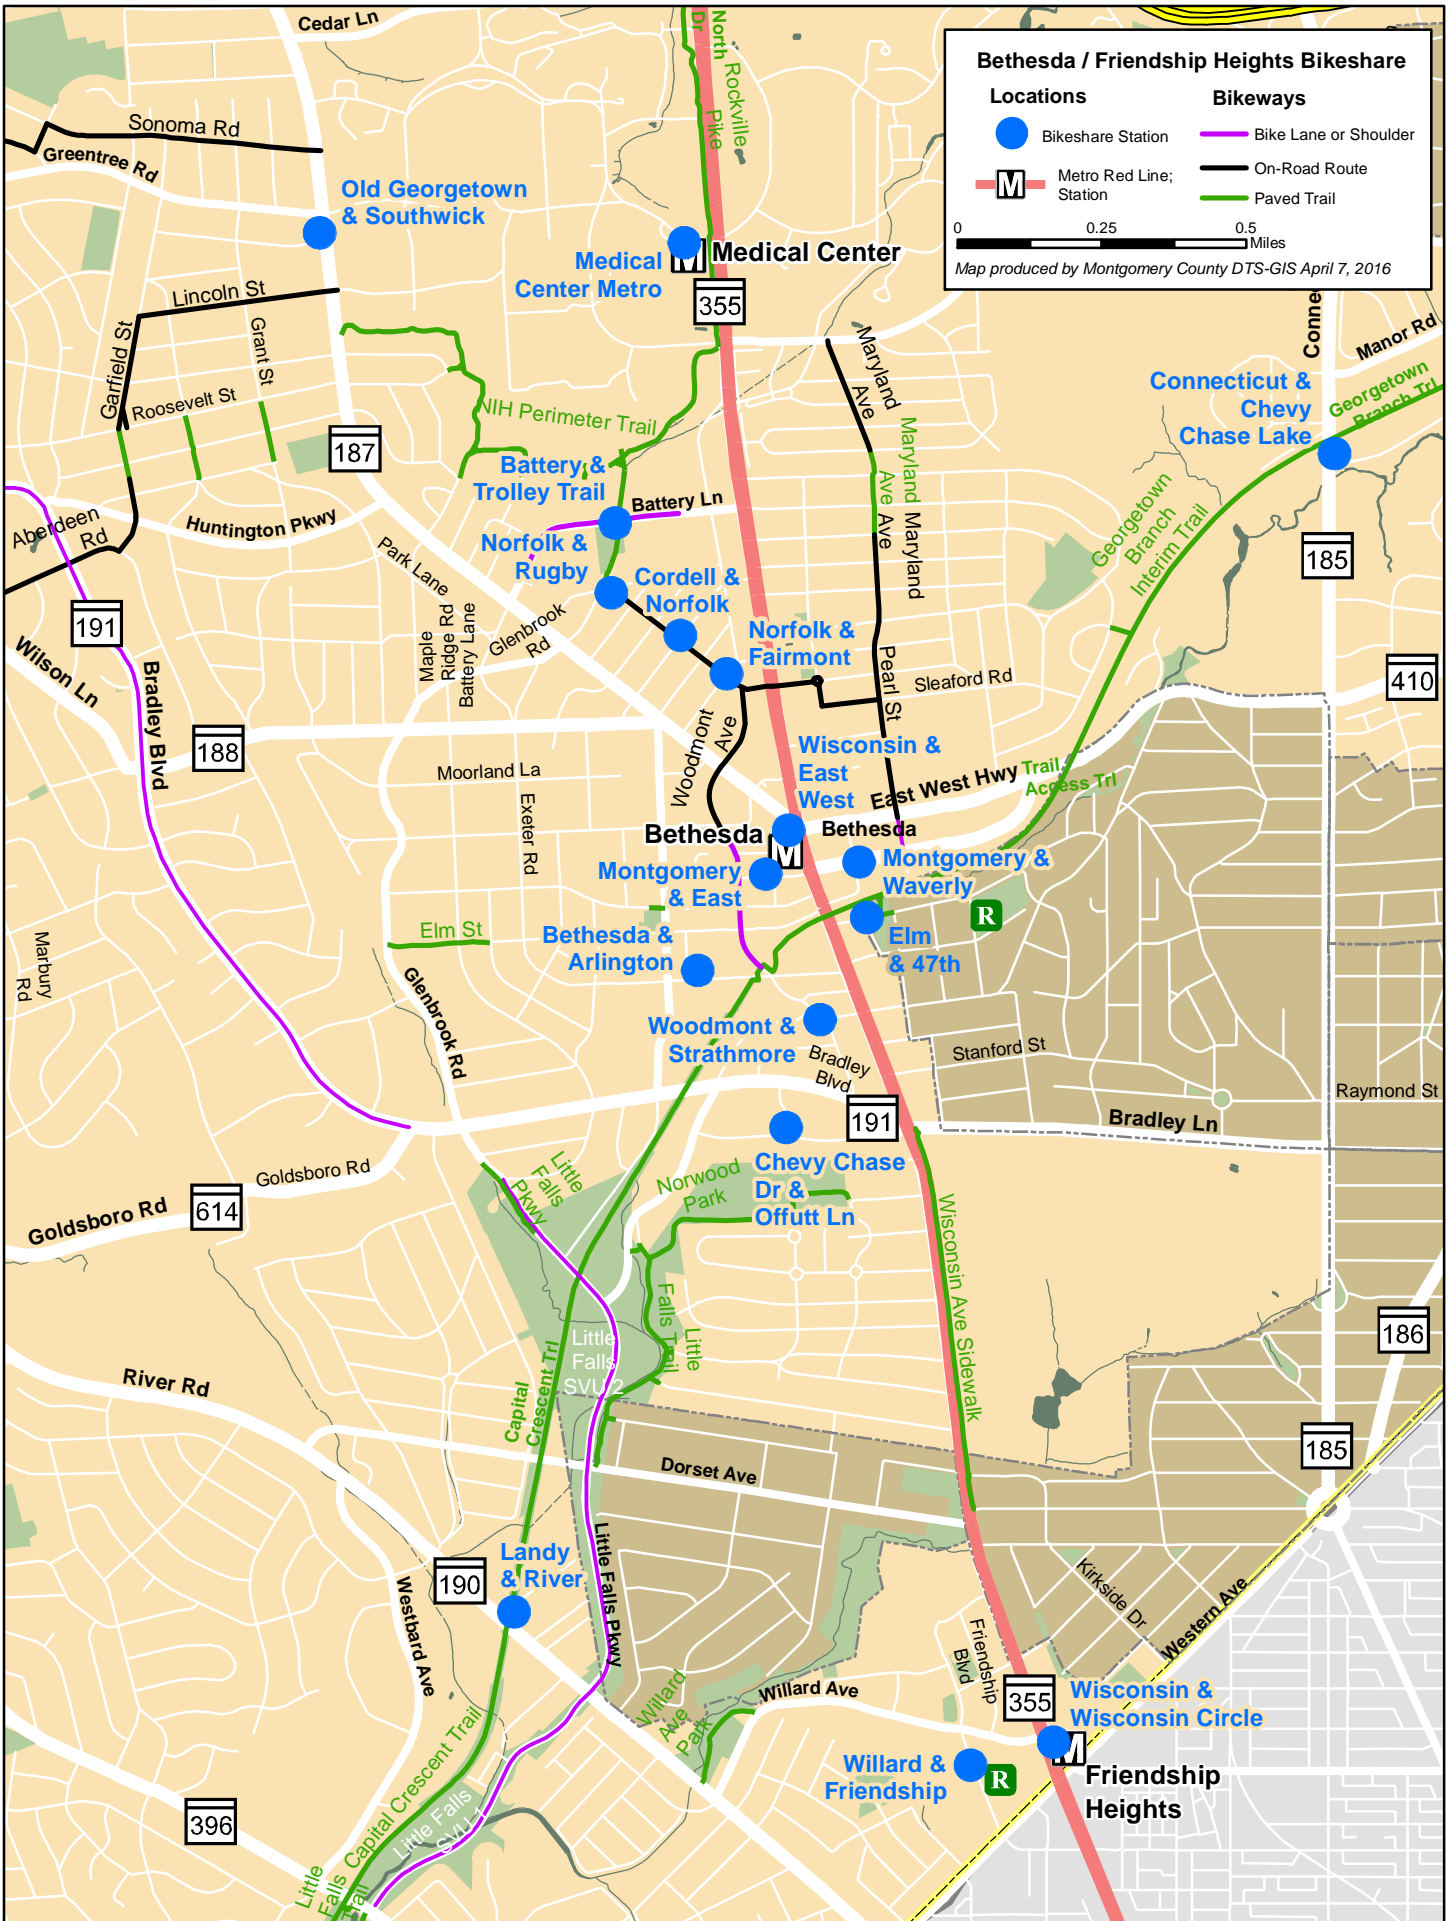 Cedar Ln
North
Dr
Rockville
Pike
Bethesda / Friendship Heights Bikeshare
Locations
Bikeways
Bikeshare Station
Bike Lane or Shoulder
M
Metro Red Line;
Station
On-Road Route
Paved Trail
0
0.25
0.5
Miles
Map produced by Montgomery County DTS-GIS April 7, 2016
Sonoma Rd
Greentree Rd
Old Georgetown
& Southwick
Medical
Center Metro
M
Medical Center
355
Lincoln St
Garfield St
Grant St
Roosevelt St
Maryland
Ave
Conne
Manor Rd
Connecticut &
Chevy
Chase Lake
Georgetown
Branch Trl
NIH Perimeter Trail
187
Battery &
Trolley Trail
Battery Ln
Maryland
Ave
Maryland
Ave
Aberdeen
Rd
Huntington Pkwy
Park Lane
Norfolk &
Rugby
Cordell &
Norfolk
Georgetown
Branch
Interim Trail
185
191
Wilson Ln
Bradley Blvd
Maple
Ridge Rd
Battery Lane
Glenbrook
Rd
Norfolk &
Fairmont
Pearl St
Sleaford Rd
410
188
Woodmont
Ave
Moorland La
Exeter Rd
Wisconsin &
East
West
East West Hwy
Trail
Access Trl
Bethesda
M
Bethesda
Montgomery
& East
Montgomery &
Waverly
R
Elm St
Bethesda &
Arlington
Elm
& 47th
Marbury
Rd
Glenbrook Rd
Woodmont &
Strathmore
Bradley
Blvd
Stanford St
Raymond St
191
Bradley Ln
Chevy Chase
Dr &
Offutt Ln
Goldsboro Rd
Goldsboro Rd
614
Little
Falls
Pkwy
Norwood
Park
Wisconsin Ave Sidewalk
Little
Falls Trail
Little
Falls
SVU 2
186
River Rd
Capital
Crescent Trl
185
Dorset Ave
Landy
& River
190
Little Falls Pkwy
Westbard Ave
Kirkside Dr
Western Ave
Friendship
Blvd
Willard
Ave
Park
Willard Ave
355
Wisconsin &
Wisconsin Circle
M
Willard &
Friendship
R
Friendship
Heights
396
Capital Crescent Trail
Little Falls
SVU 1
Little
Falls
Trail